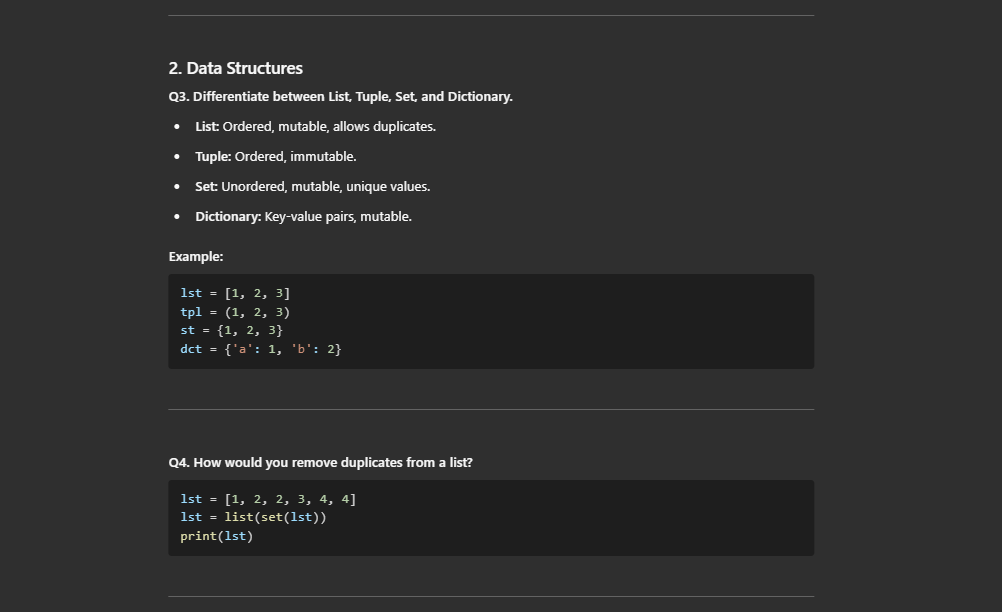 2. Data Structures
Q3. Differentiate between List, Tuple, Set, and Dictionary.
• List: Ordered, mutable, allows duplicates.
• Tuple: Ordered, immutable.
• Set: Unordered, mutable, unique values.
• Dictionary: Key-value pairs, mutable.
Example:
lst = [1, 2, 3]
tpl = (1, 2, 3)
st = {1, 2, 3}
dct = {'a': 1, 'b': 2}
Q4. How would you remove duplicates from a list?
lst = [1, 2, 2, 3, 4, 4]
lst = list(set(lst))
print(lst)